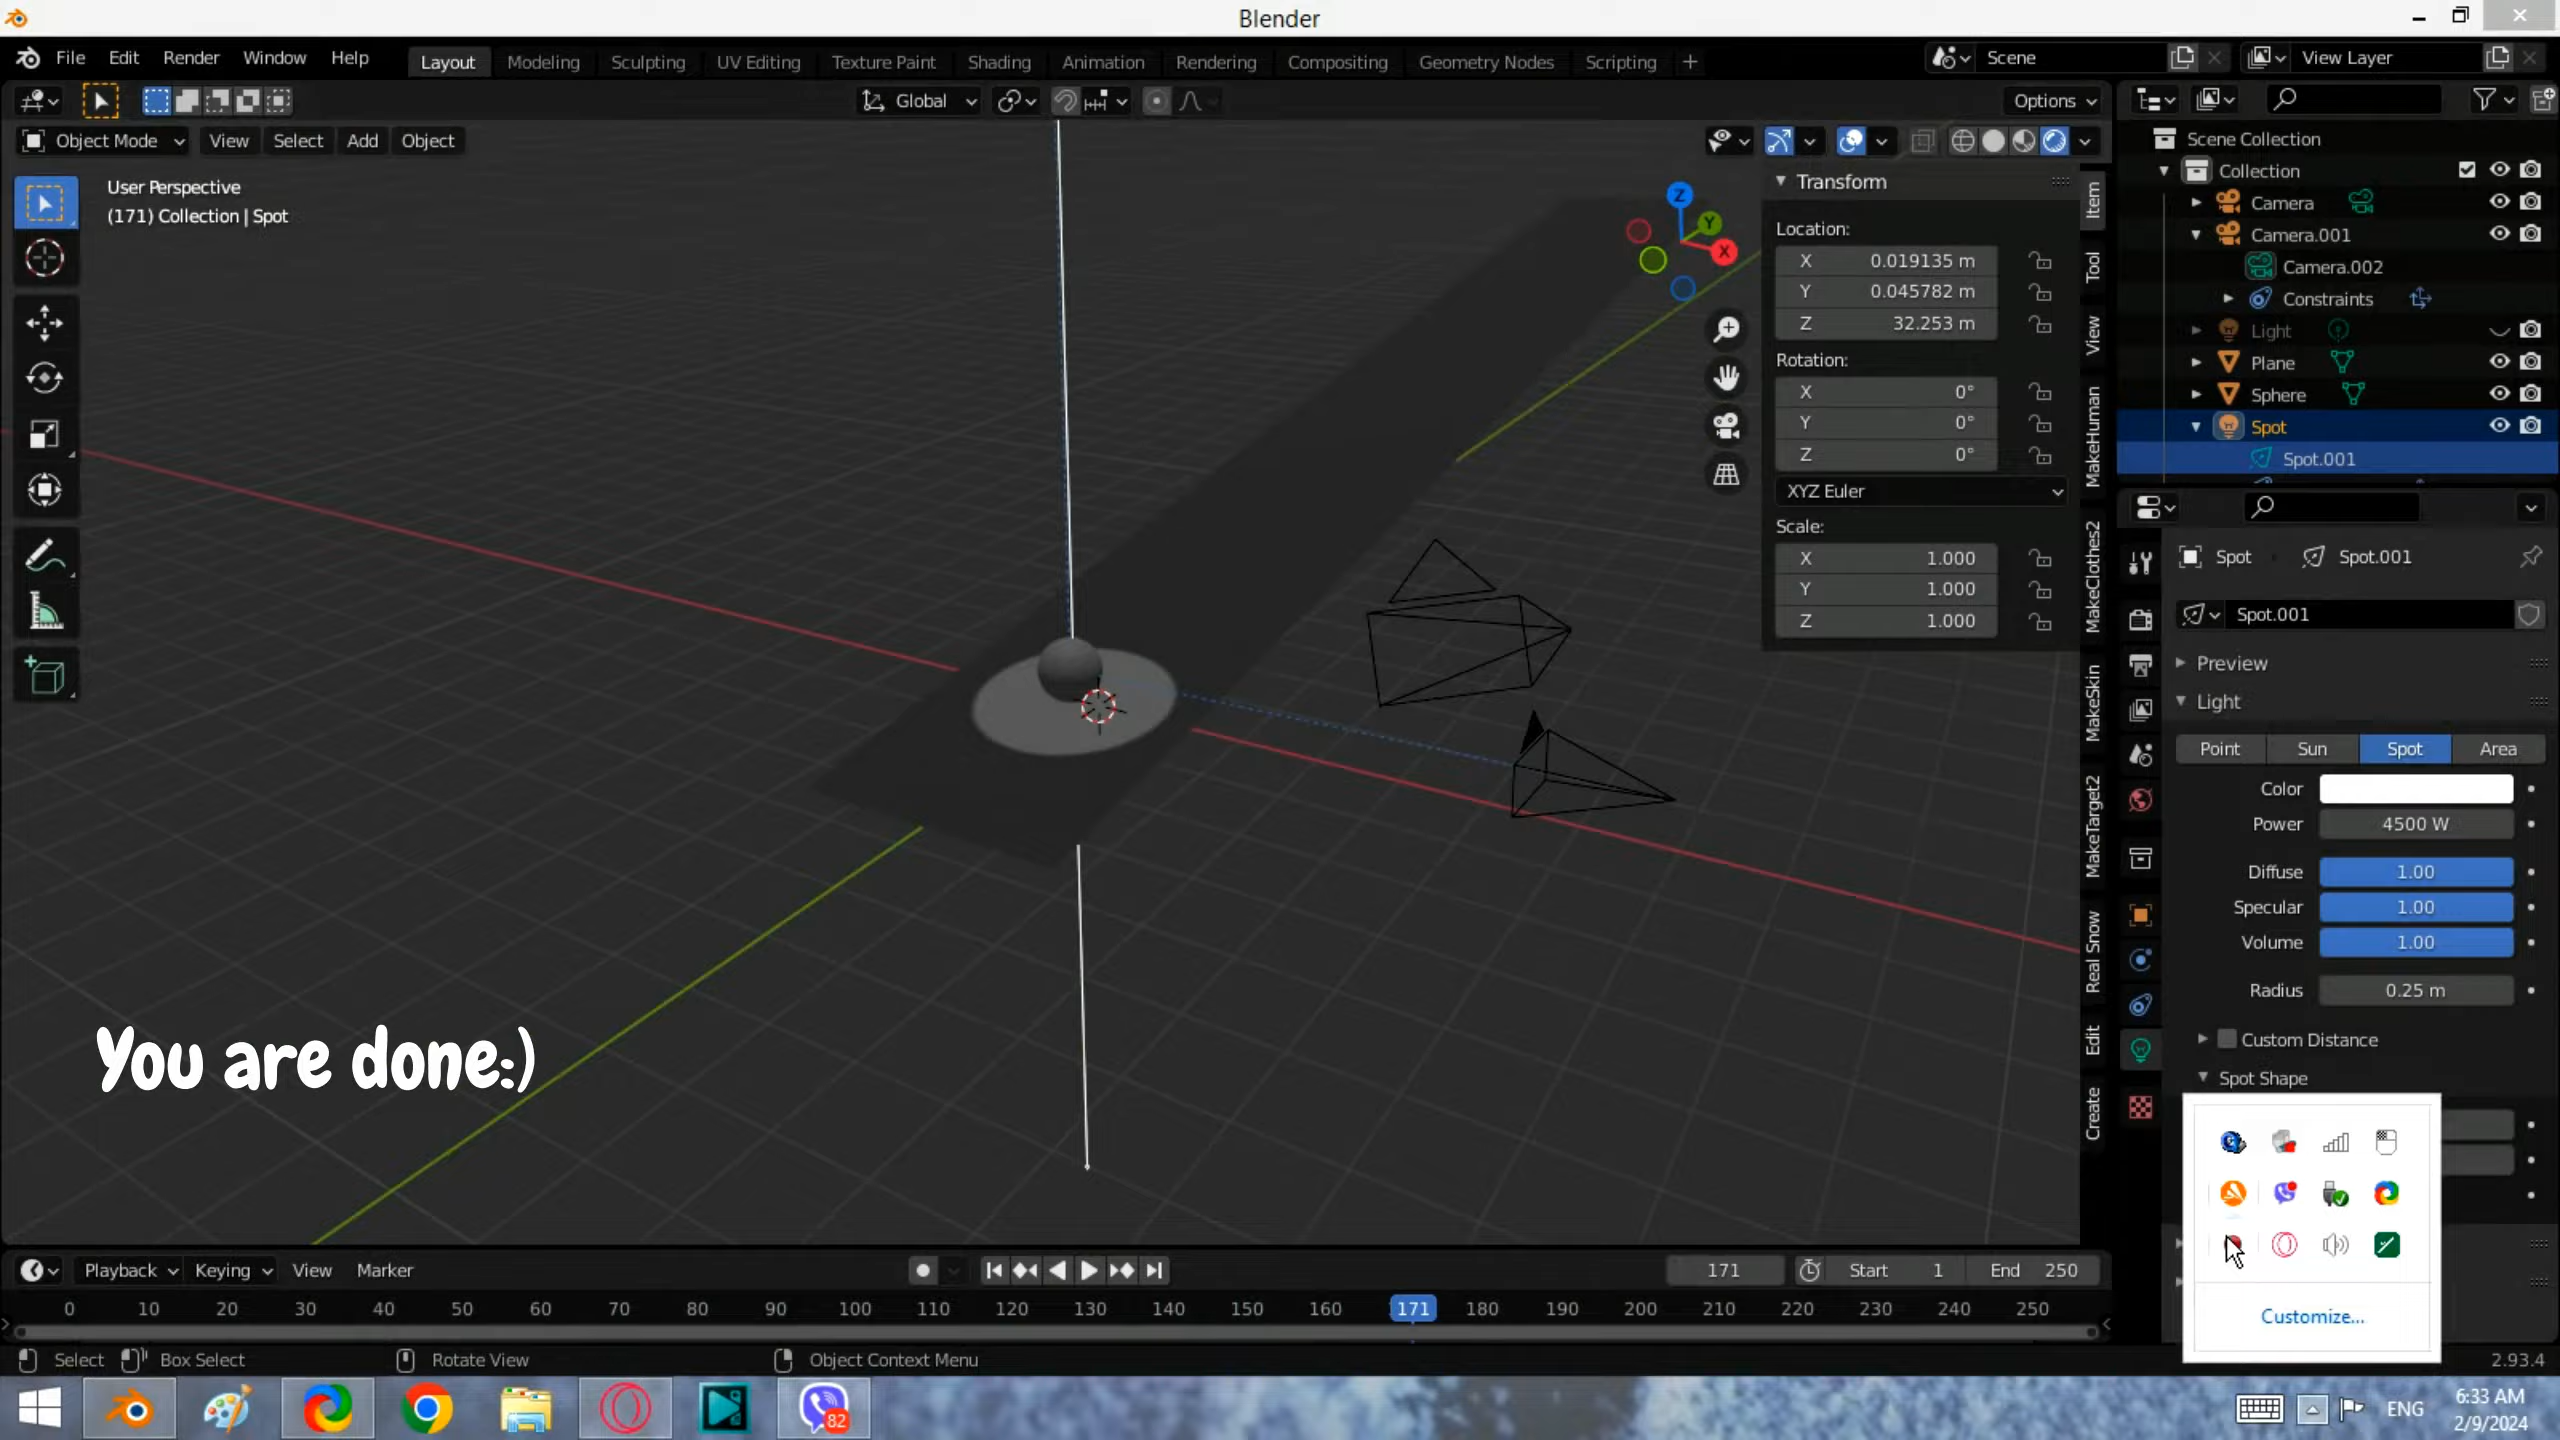 Blender
File Edit Render Window Help Layout Modeling Sculpting UV Editing Texture Paint Shading Animation Rendering Compositing Geometry Nodes Scripting + Scene View Layer
Global Options
Object Mode View Select Add Object
User Perspective
(171) Collection | Spot
Z
Y
X
Transform
Location:
X 0.019135 m
Y 0.045782 m
Z 32.253 m
Rotation:
X 0°
Y 0°
Z 0°
XYZ Euler
Scale:
X 1.000
Y 1.000
Z 1.000
Item
Tool
View
MakeHuman
MakeClothes2
MakeSkin
MakeTarget2
Real Snow
Edit
Create
Scene Collection
Collection
Camera
Camera.001
Camera.002
Constraints
Light
Plane
Sphere
Spot
Spot.001
Spot Spot.001
Spot.001
Preview
Light
Point Sun Spot Area
Color
Power 4500 W
Diffuse 1.00
Specular 1.00
Volume 1.00
Radius 0.25 m
Custom Distance
Spot Shape
Customize...
You are done:)
Playback Keying View Marker 171 Start 1 End 250
0 10 20 30 40 50 60 70 80 90 100 110 120 130 140 150 160 171 180 190 200 210 220 230 240 250
Select Box Select Rotate View Object Context Menu 2.93.4
82
ENG
6:33 AM
2/9/2024